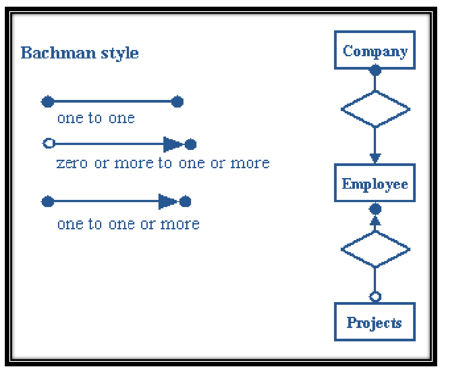 Bachman style
one to one
zero or more to one or more
one to one or more
Company
Employee
Projects